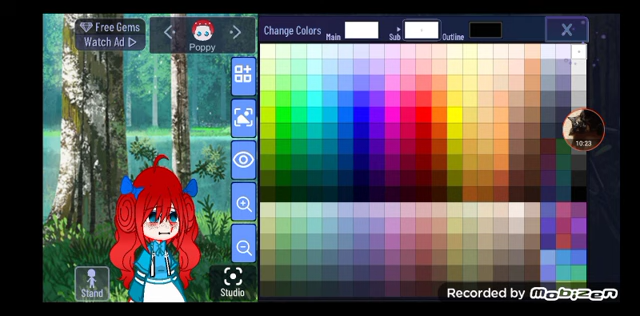 Free Gems
Watch Ad
Poppy
Change Colors
Main
Sub
Outline
X
10:23
Stand
Studio
Recorded by
MOBIZEN